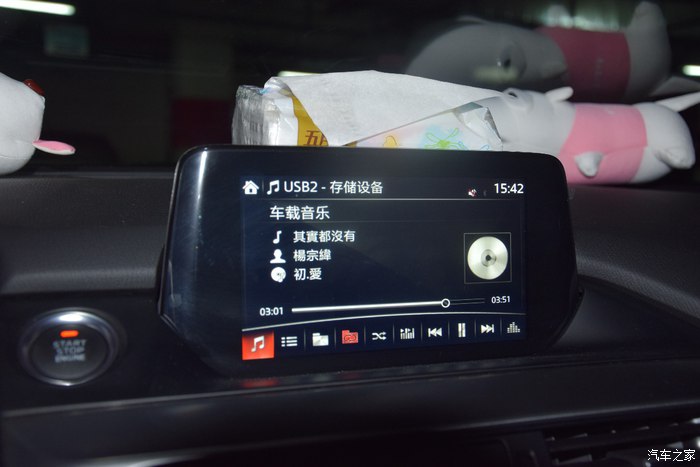 五
USB2 - 存储设备
15:42
车载音乐
其實都沒有
楊宗緯
初.愛
03:01
03:51
START
STOP
ENGINE
汽车之家